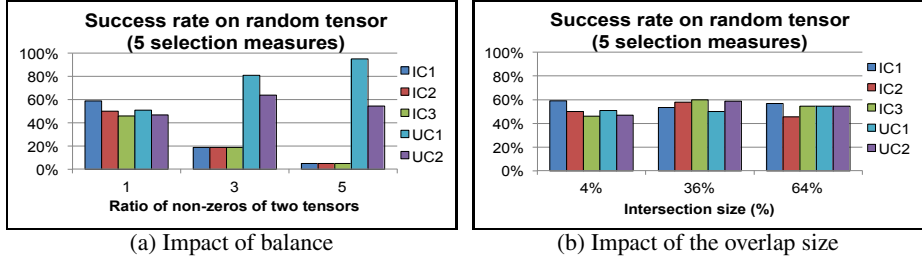 Success rate on random tensor
(5 selection measures)
100%
80%
60%
40%
20%
0%
1
3
5
Ratio of non-zeros of two tensors
IC1
IC2
IC3
UC1
UC2
(a) Impact of balance
Success rate on random tensor
(5 selection measures)
100%
80%
60%
40%
20%
0%
4%
36%
64%
Intersection size (%)
IC1
IC2
IC3
UC1
UC2
(b) Impact of the overlap size